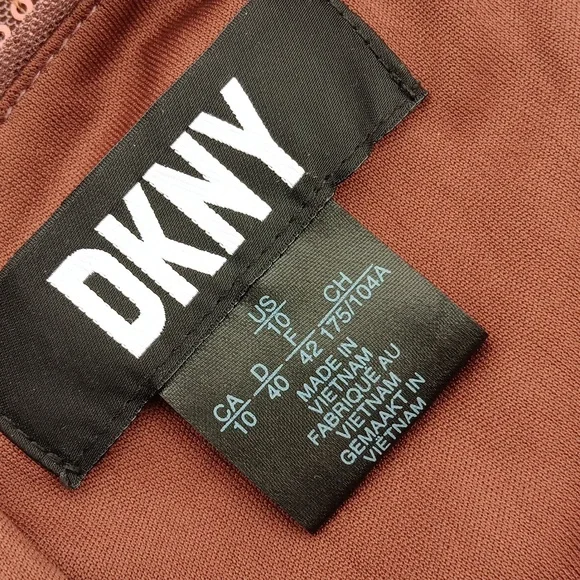 DKNY
US CH
10 175/104A
CA D F
10 40 42
MADE IN
VIETNAM
FABRIQUÉ AU
VIETNAM
GEMAAKT IN
VIETNAM